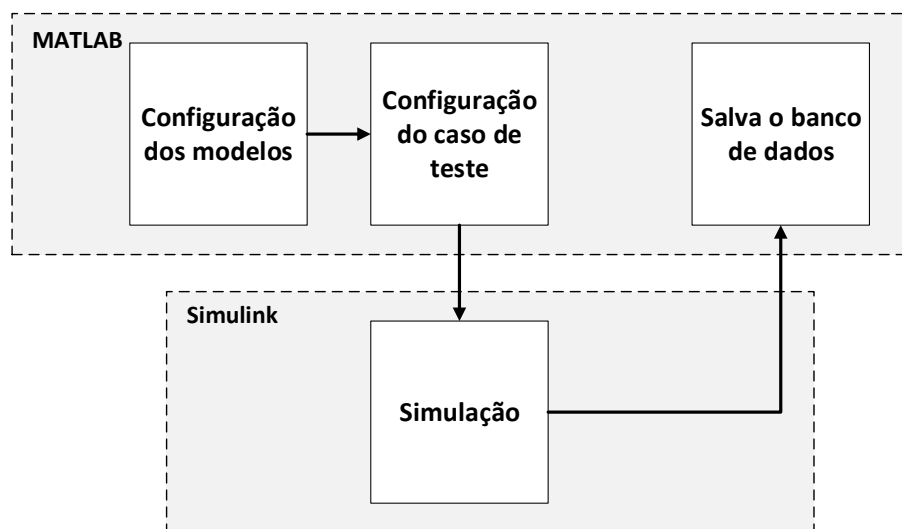 MATLAB
Configuração
dos modelos
Configuração
do caso de
teste
Salva o banco
de dados
Simulink
Simulação